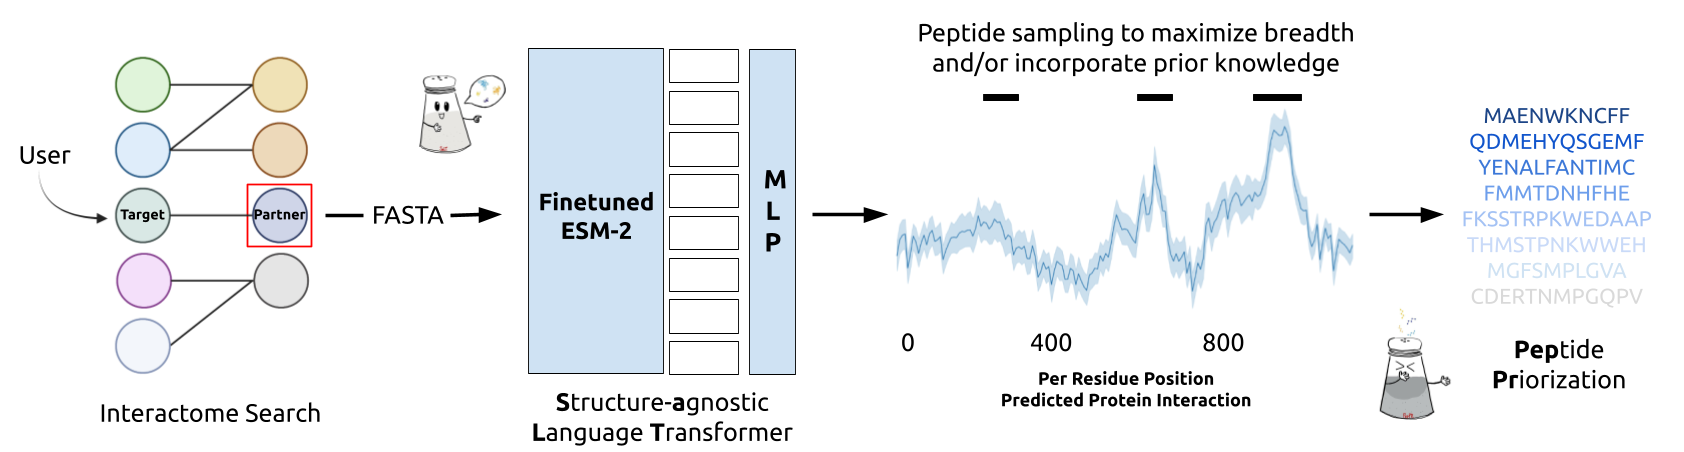 User
Target
Partner
Interactome Search
FASTA
Finetuned
ESM-2
M
L
P
Structure-agnostic
Language Transformer
Peptide sampling to maximize breadth
and/or incorporate prior knowledge
0 400 800
Per Residue Position
Predicted Protein Interaction
MAENWKNCFF
QDMEHYQSGEMF
YENALFANTIMC
FMMTDNHFHE
FKSSTRPKWEDAAP
THMSTPNKWWEH
MGFSMPLGVA
CDERTNMPGQPV
Peptide
Priorization